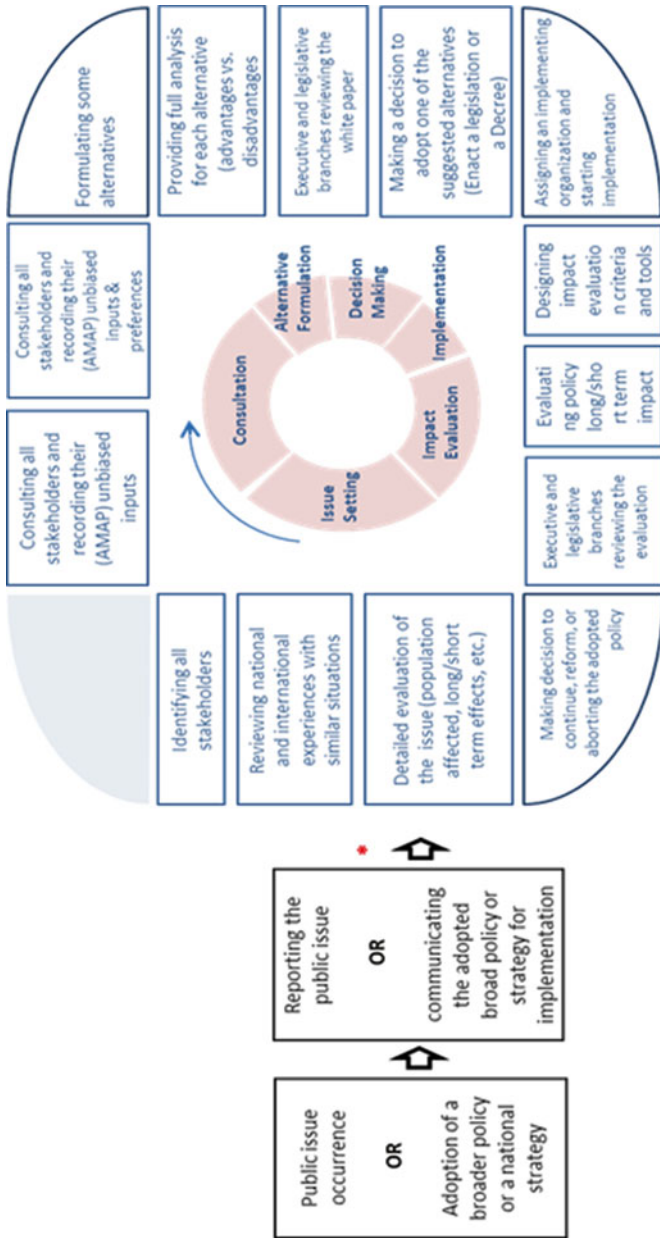 Public issue
occurrence
OR
Adoption of a
broader policy
or a national
strategy
Reporting the
public issue
OR
communicating
the adopted
broad policy or
strategy for
implementation
*
Identifying all
stakeholders
Reviewing national
and international
experiences with
similar situations
Detailed evaluation of
the issue (population
affected, long/short
term effects, etc.)
Making decision to
continue, reform, or
aborting the adopted
policy
Consulting all
stakeholders and
recording their
(AMAP) unbiased
inputs
Consulting all
stakeholders and
recording their
(AMAP) unbiased
inputs &
preferences
Formulating some
alternatives
Providing full analysis
for each alternative
(advantages vs.
disadvantages
Executive and legislative
branches reviewing the
white paper
Making a decision to
adopt one of the
suggested alternatives
(Enact a legislation or
a Decree)
Assigning an implementing
organization and
starting
implementation
Designing
impact
evaluatio
n criteria
and tools
Evaluati
ng policy
long/sho
rt term
impact
Executive and
legislative
branches
reviewing the
evaluation
Issue
Setting
Consultation
Alternative
Formulation
Decision
Making
Implementation
Impact
Evaluation